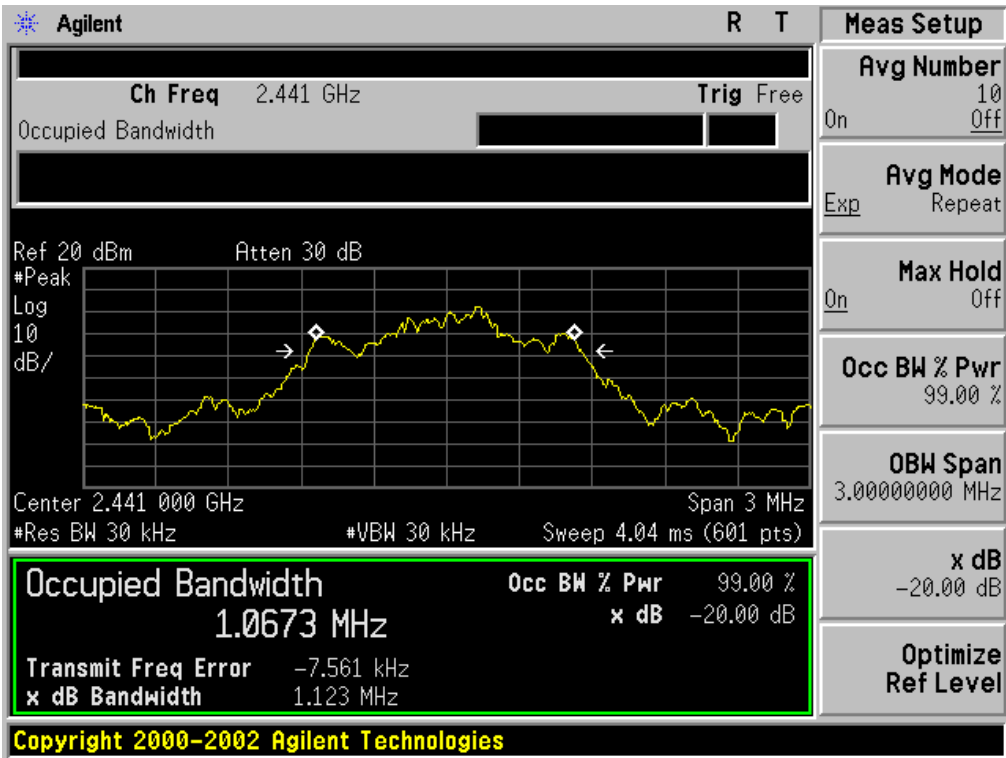 Agilent R T
Ch Freq 2.441 GHz Trig Free
Occupied Bandwidth
Ref 20 dBm Atten 30 dB
#Peak
Log
10
dB/
Center 2.441 000 GHz Span 3 MHz
#Res BW 30 kHz #VBW 30 kHz Sweep 4.04 ms (601 pts)
Occupied Bandwidth Occ BW % Pwr 99.00 %
1.0673 MHz x dB -20.00 dB
Transmit Freq Error -7.561 kHz
x dB Bandwidth 1.123 MHz
Copyright 2000-2002 Agilent Technologies
Meas Setup
Avg Number
10
On Off
Avg Mode
Exp Repeat
Max Hold
On Off
Occ BW % Pwr
99.00 %
OBW Span
3.00000000 MHz
x dB
-20.00 dB
Optimize
Ref Level